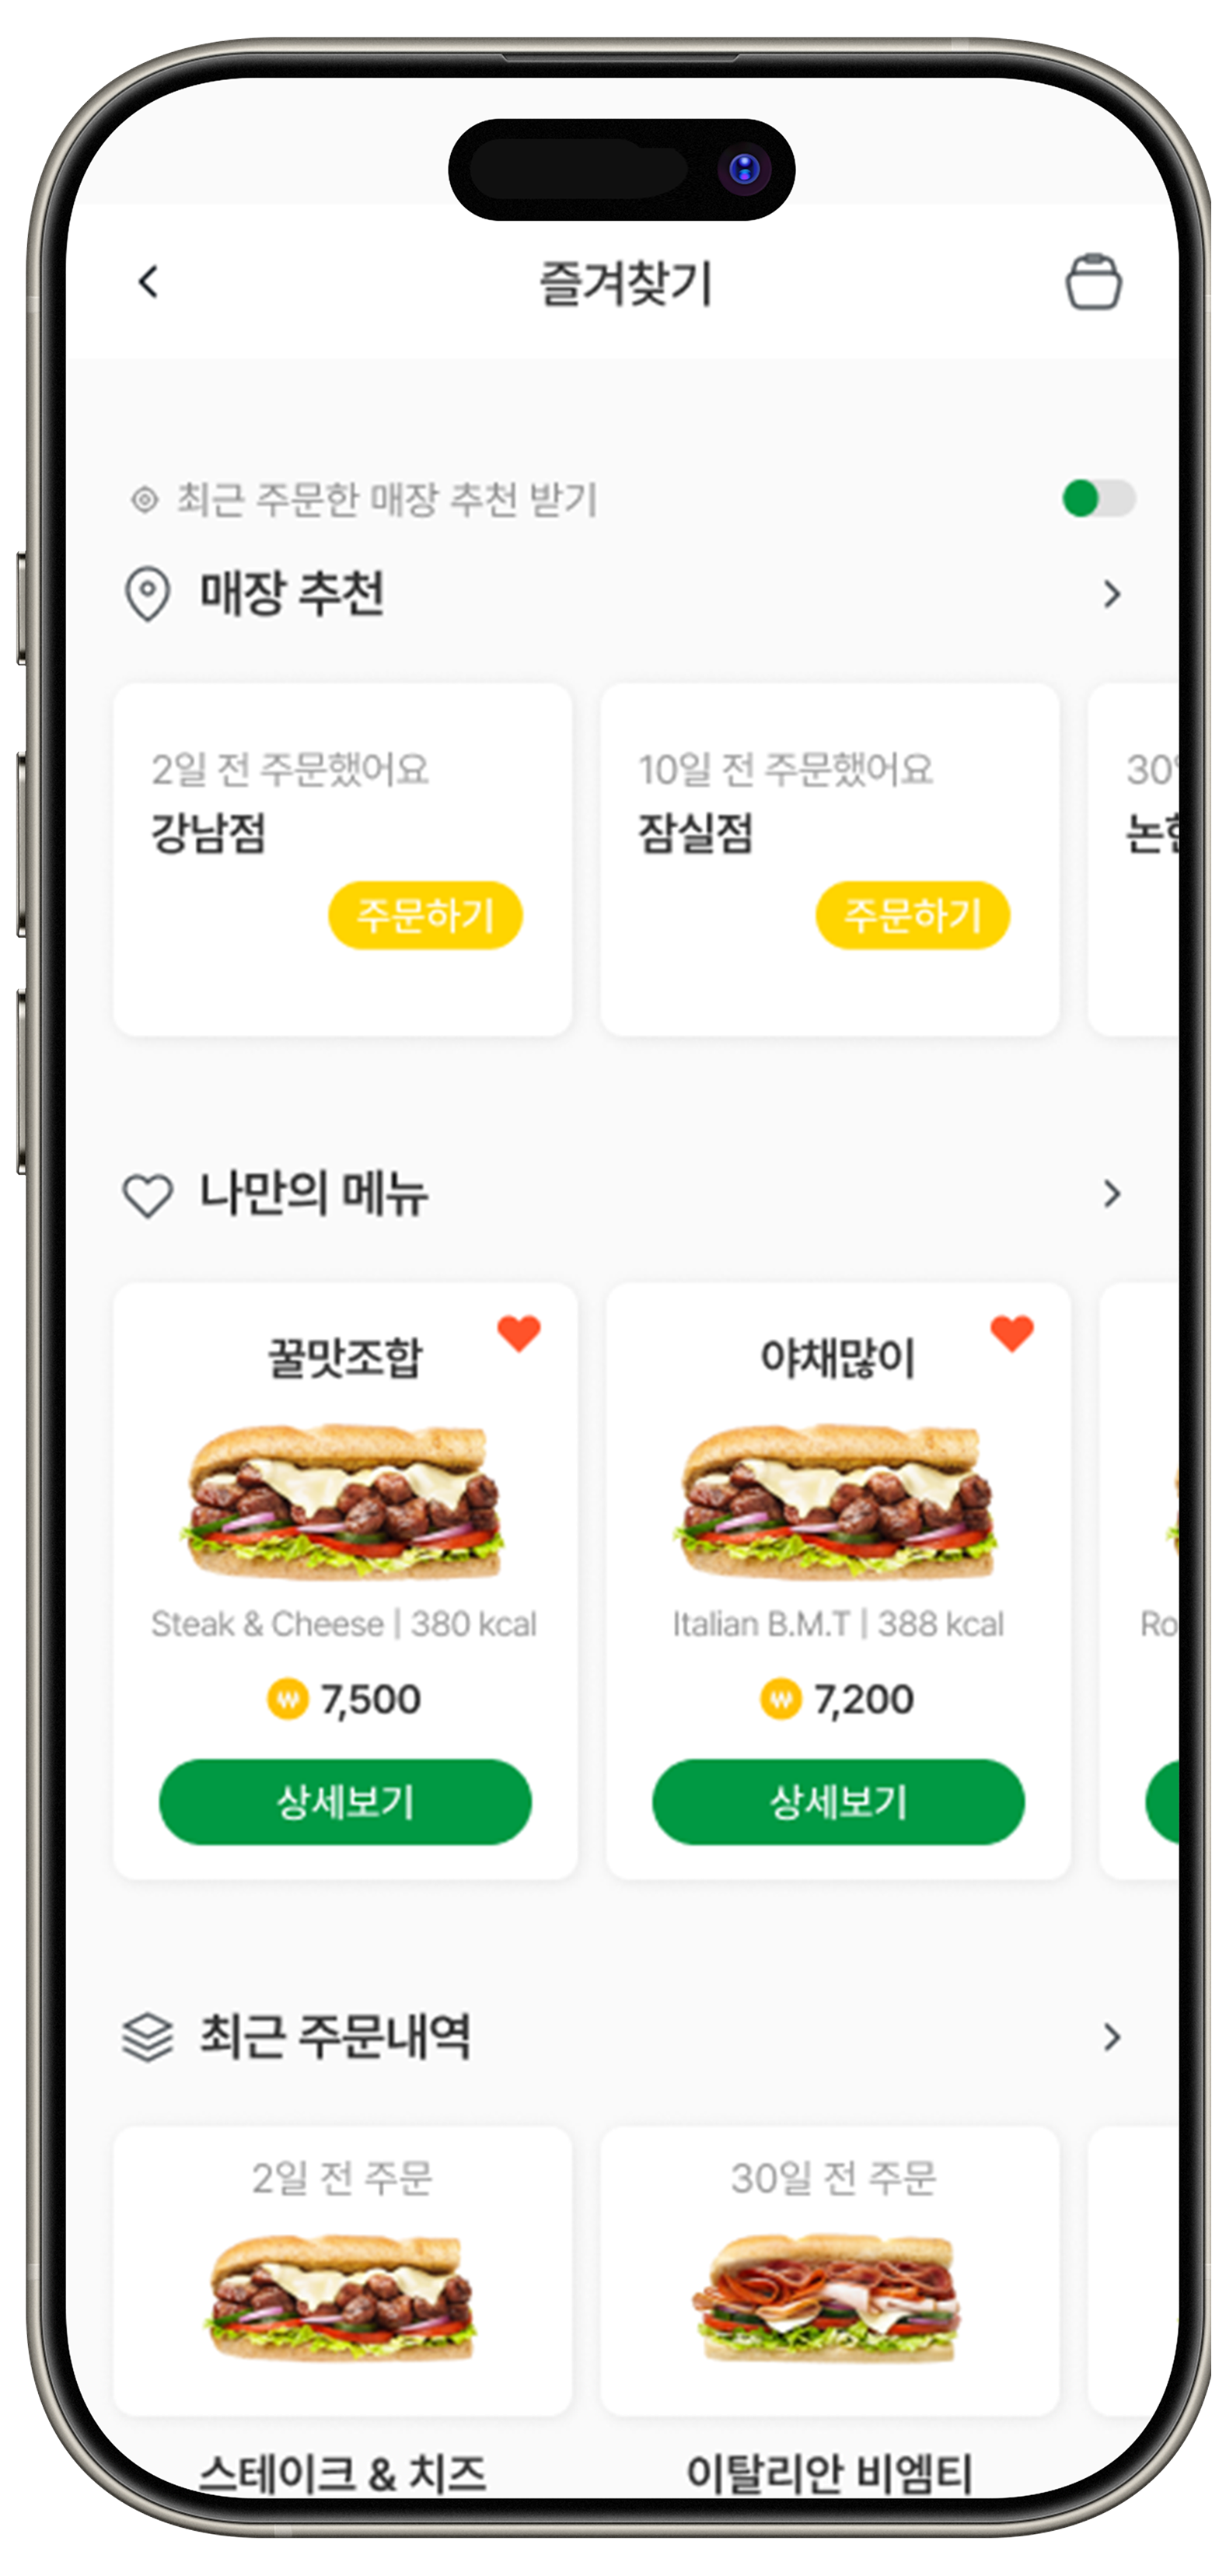 즐겨찾기
최근 주문한 매장 추천 받기
매장 추천
2일 전 주문했어요
강남점
주문하기
10일 전 주문했어요
잠실점
주문하기
30
나만의 메뉴
꿀맛조합
Steak & Cheese | 380 kcal
₩ 7,500
상세보기
야채많이
Italian B.M.T | 388 kcal
₩ 7,200
상세보기
Ro
최근 주문내역
2일 전 주문
스테이크 & 치즈
30일 전 주문
이탈리안 비엠티